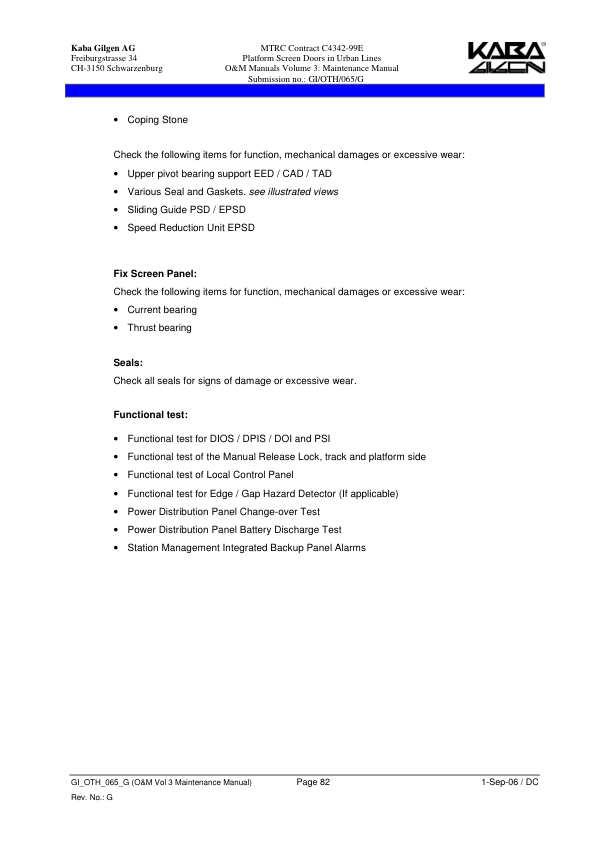 Kaba Gilgen AG
Freiburgstrasse 34
CH-3150 Schwarzenburg
MTRC Contract C4342-99E
Platform Screen Doors in Urban Lines
O&M Manuals Volume 3: Maintenance Manual
Submission no.: GI/OTH/065/G
KABA®
GILGEN
• Coping Stone
Check the following items for function, mechanical damages or excessive wear:
• Upper pivot bearing support EED / CAD / TAD
• Various Seal and Gaskets. see illustrated views
• Sliding Guide PSD / EPSD
• Speed Reduction Unit EPSD
Fix Screen Panel:
Check the following items for function, mechanical damages or excessive wear:
• Current bearing
• Thrust bearing
Seals:
Check all seals for signs of damage or excessive wear.
Functional test:
• Functional test for DIOS / DPIS / DOI and PSI
• Functional test of the Manual Release Lock, track and platform side
• Functional test of Local Control Panel
• Functional test for Edge / Gap Hazard Detector (If applicable)
• Power Distribution Panel Change-over Test
• Power Distribution Panel Battery Discharge Test
• Station Management Integrated Backup Panel Alarms
GI_OTH_065_G (O&M Vol 3 Maintenance Manual) Page 82 1-Sep-06 / DC
Rev. No.: G